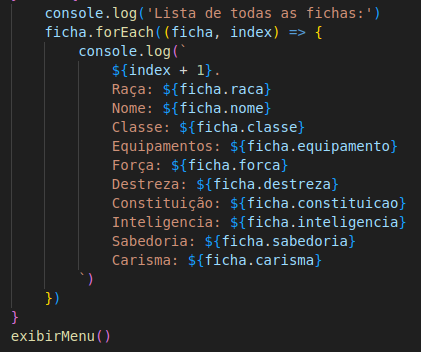 console.log('Lista de todas as fichas:')
ficha.forEach((ficha, index) => {
console.log(`
${index + 1}.
Raça: ${ficha.raca}
Nome: ${ficha.nome}
Classe: ${ficha.classe}
Equipamentos: ${ficha.equipamento}
Força: ${ficha.forca}
Destreza: ${ficha.destreza}
Constituição: ${ficha.constituicao}
Inteligencia: ${ficha.inteligencia}
Sabedoria: ${ficha.sabedoria}
Carisma: ${ficha.carisma}
`)
})
}
exibirMenu()